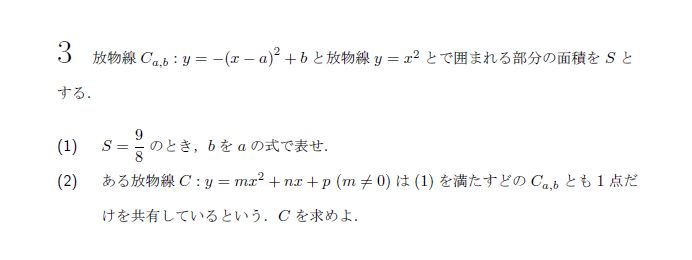 3 放物線 $C_{a,b} : y = -(x-a)^2 + b$ と放物線 $y = x^2$ とで囲まれる部分の面積を $S$ と
する.
(1) $S = \dfrac{9}{8}$ のとき, $b$ を $a$ の式で表せ.
(2) ある放物線 $C : y = mx^2 + nx + p \ (m \neq 0)$ は (1) を満たすどの $C_{a,b}$ とも 1 点だ
けを共有しているという. $C$ を求めよ.